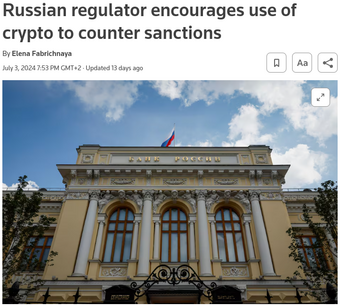 Russian regulator encourages use of
crypto to counter sanctions
By Elena Fabrichnaya
July 3, 2024 7:53 PM GMT+2 · Updated 13 days ago
Aa
БАНК РОССИИ